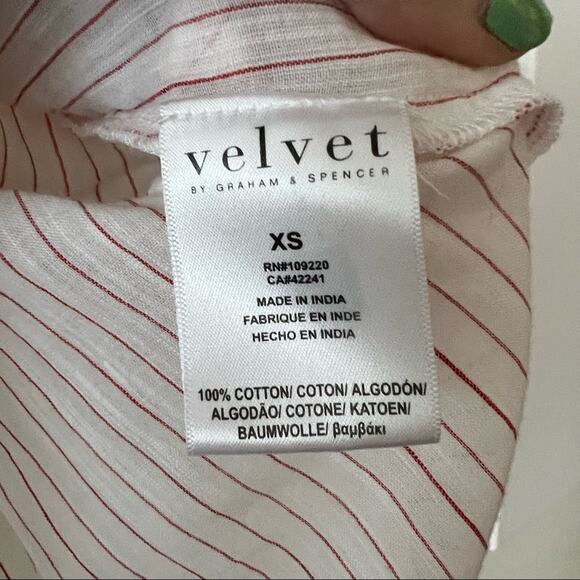 velvet
BY GRAHAM & SPENCER
XS
RN#109220
CA#42241
MADE IN INDIA
FABRIQUE EN INDE
HECHO EN INDIA
100% COTTON/ COTON/ ALGODÓN/
ALGODÃO/ COTONE/ KATOEN/
BAUMWOLLE/ βαμβάκι